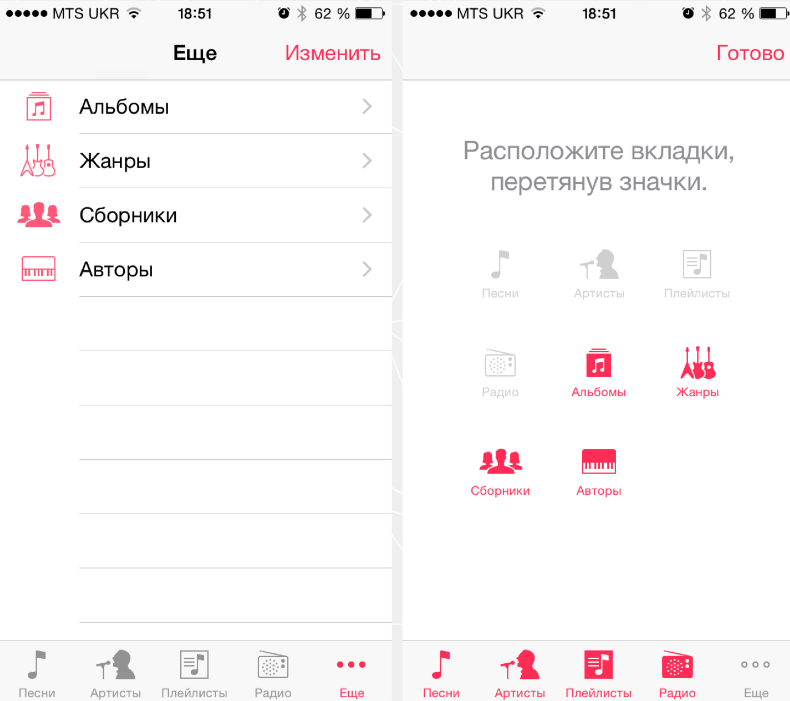 MTS UKR 18:51 62 %
Еще Изменить
Альбомы
Жанры
Сборники
Авторы
Песни Артисты Плейлисты Радио Еще
MTS UKR 18:51 62 %
Готово
Расположите вкладки,
перетянув значки.
Песни Артисты Плейлисты
Радио Альбомы Жанры
Сборники Авторы
Песни Артисты Плейлисты Радио Еще